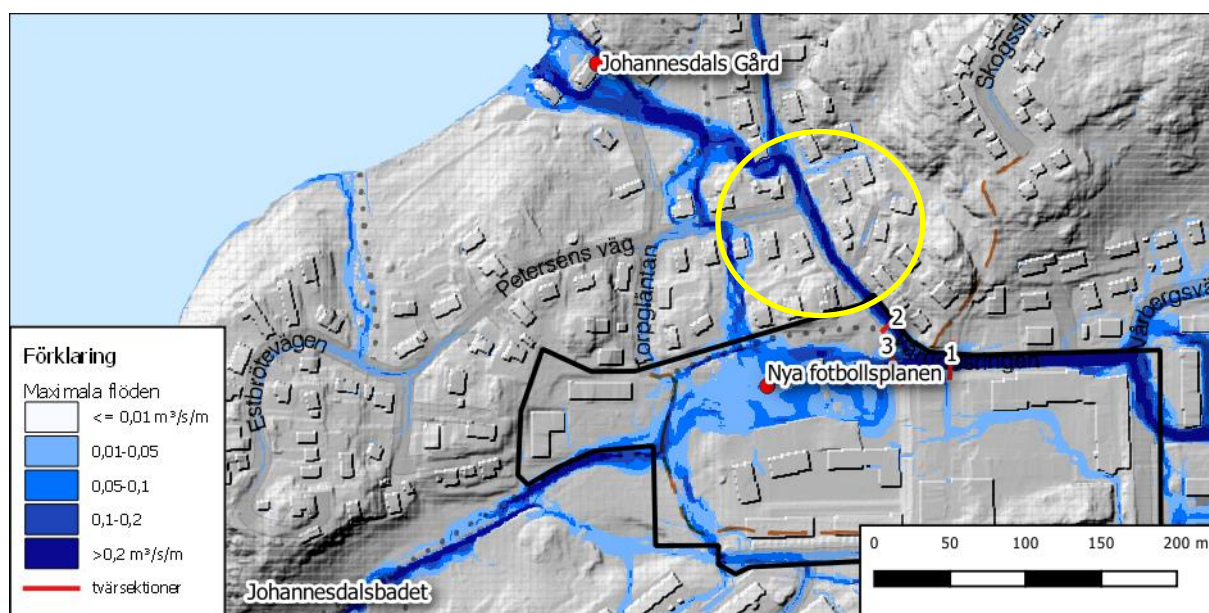 Johannesdals Gård
Skogssli
Petersens väg
Torpgläntan
Estbrötevägen
Vårbergsvä
2
3
1
Nya fotbollsplanen
Johannesdalsbadet
Förklaring
Maximala flöden
<= 0,01 m³/s/m
0,01-0,05
0,05-0,1
0,1-0,2
>0,2 m³/s/m
tvärsektioner
0 50 100 150 200 m